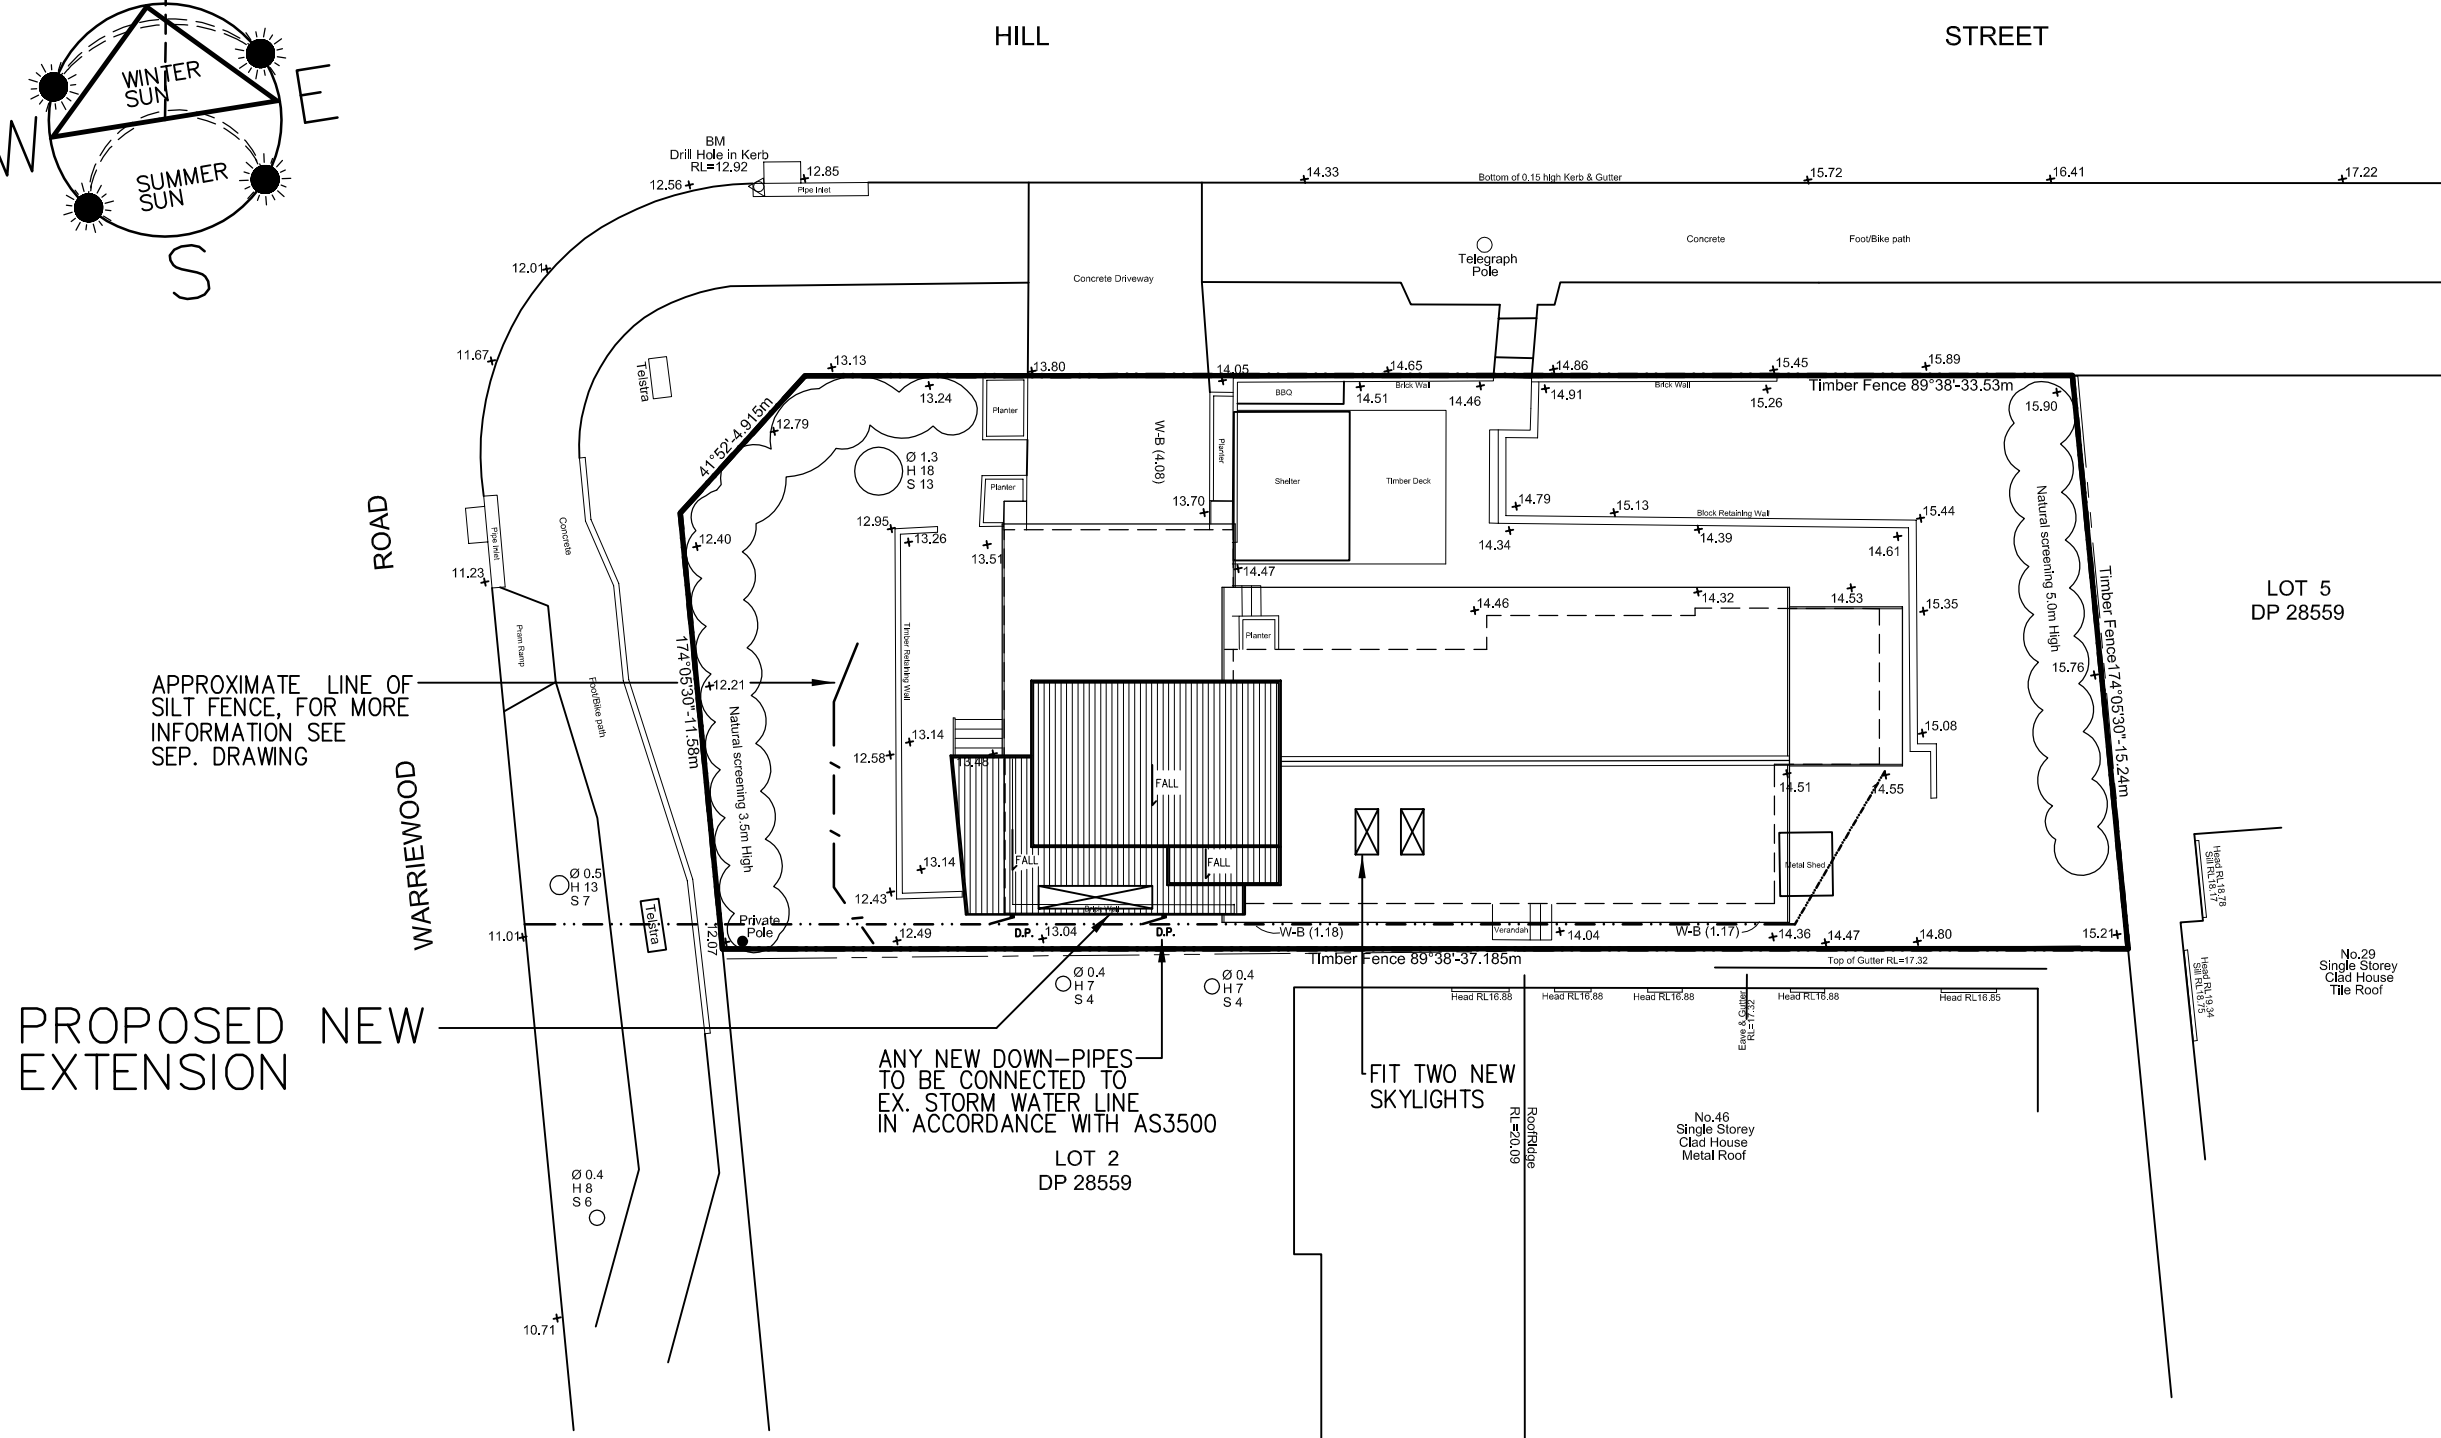 HILL
STREET
W
WINTER
SUN
E
SUMMER
SUN
S
BM
Drill Hole in Kerb
RL=12.92
12.56
12.85
Pipe Inlet
14.33
Bottom of 0.15 high Kerb & Gutter
15.72
16.41
17.22
12.01
Concrete Driveway
Telegraph
Pole
Concrete
Foot/Bike path
11.67
Telstra
13.13
13.80
14.05
14.65
14.86
15.45
15.89
13.24
Planter
BBQ
14.51
Brick Wall
14.46
14.91
Brick Wall
15.26
Timber Fence 89°38'-33.53m
15.90
41°52'-4.915m
12.79
W-B (4.08)
Planter
Ø 1.3
H 18
S 13
Planter
Shelter
Timber Deck
13.70
14.79
15.13
Block Retaining Wall
15.44
12.95
13.26
13.51
14.34
14.39
14.61
ROAD
Pipe Inlet
Concrete
12.40
11.23
14.47
14.46
14.32
14.53
15.35
Natural screening 5.0m High
Timber Fence174°05'30"-15.24m
LOT 5
DP 28559
Pram Ramp
Timber Retaining Wall
Planter
APPROXIMATE LINE OF
SILT FENCE, FOR MORE
INFORMATION SEE
SEP. DRAWING
Foot/Bike path
174°05'30"-11.58m
12.21
Natural screening 3.5m High
15.76
15.08
12.58
13.14
13.48
FALL
14.51
14.55
WARRIEWOOD
13.14
FALL
FALL
Metal Shed
Head RL18.78
Sill RL18.17
Ø 0.5
H 13
S 7
12.43
Brick Wall
Telstra
Private
Pole
11.01
12.07
12.49
D.P.
13.04
D.P.
W-B (1.18)
Verandah
14.04
W-B (1.17)
14.36
14.47
14.80
15.21
Timber Fence 89°38'-37.185m
Top of Gutter RL=17.32
Head RL19.34
Sill RL18.75
No.29
Single Storey
Clad House
Tile Roof
Ø 0.4
H 7
S 4
Ø 0.4
H 7
S 4
Head RL16.88
Head RL16.88
Head RL16.88
Head RL16.88
Head RL16.85
Eave & Gutter
RL=17.32
PROPOSED NEW
EXTENSION
ANY NEW DOWN-PIPES
TO BE CONNECTED TO
EX. STORM WATER LINE
IN ACCORDANCE WITH AS3500
FIT TWO NEW
SKYLIGHTS
RoofRidge
RL=20.09
No.46
Single Storey
Clad House
Metal Roof
LOT 2
DP 28559
Ø 0.4
H 8
S 6
10.71